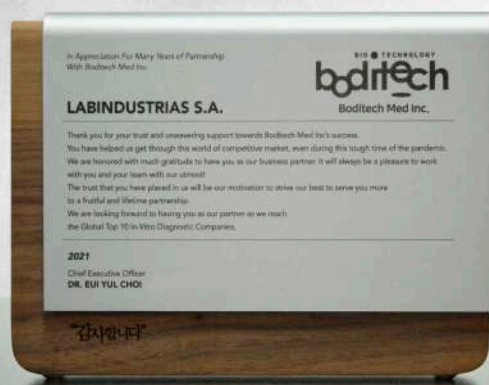 In Appreciation For Many Years of Partnership
With Boditech Med Inc.
BIO TECHNOLOGY
boditech
Boditech Med Inc.
LABINDUSTRIAS S.A.
Thank you for your trust and unwavering support towards Boditech Med Inc's success.
You have helped us get through this world of competitive market, even during this tough time of the pandemic.
We are honored with much gratitude to have you as our business partner. It will always be a pleasure to work
with you and your team with our utmost!
The trust that you have placed in us will be our motivation to strive our best to serve you more
to a fruitful and lifetime partnership.
We are looking forward to having you as our partner as we reach
the Global Top 10 In-Vitro Diagnostic Companies.
2021
Chief Executive Officer
DR. EUI YUL CHOI
"감사합니다"